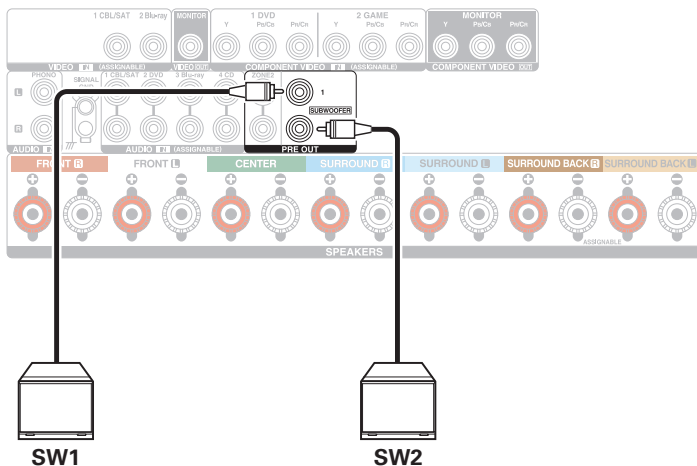 1 CBL/SAT 2 Blu-ray MONITOR 1 DVD 2 GAME MONITOR
Y PB/CB PR/CR Y PB/CB PR/CR Y PB/CB PR/CR
VIDEO IN (ASSIGNABLE) VIDEO OUT COMPONENT VIDEO IN (ASSIGNABLE) COMPONENT VIDEO OUT
PHONO SIGNAL GND 1 CBL/SAT 2 DVD 3 Blu-ray 4 CD ZONE2
L 1
SUBWOOFER
R
AUDIO IN AUDIO IN (ASSIGNABLE) PRE OUT
FRONT R FRONT L CENTER SURROUND R SURROUND L SURROUND BACK R SURROUND BACK L
+ − + − + − + − + − + − + −
ASSIGNABLE
SPEAKERS
SW1 SW2